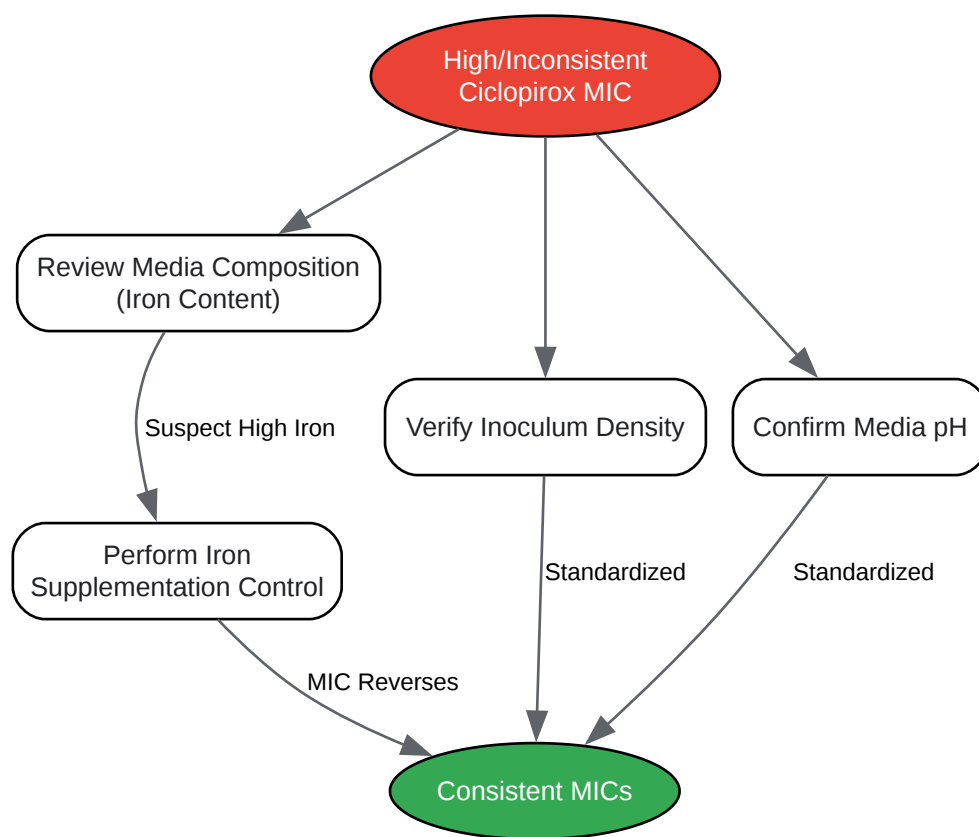 High/Inconsistent
Ciclopirox MIC
Review Media Composition
(Iron Content)
Verify Inoculum Density
Confirm Media pH
Suspect High Iron
Perform Iron
Supplementation Control
Standardized
Standardized
MIC Reverses
Consistent MICs